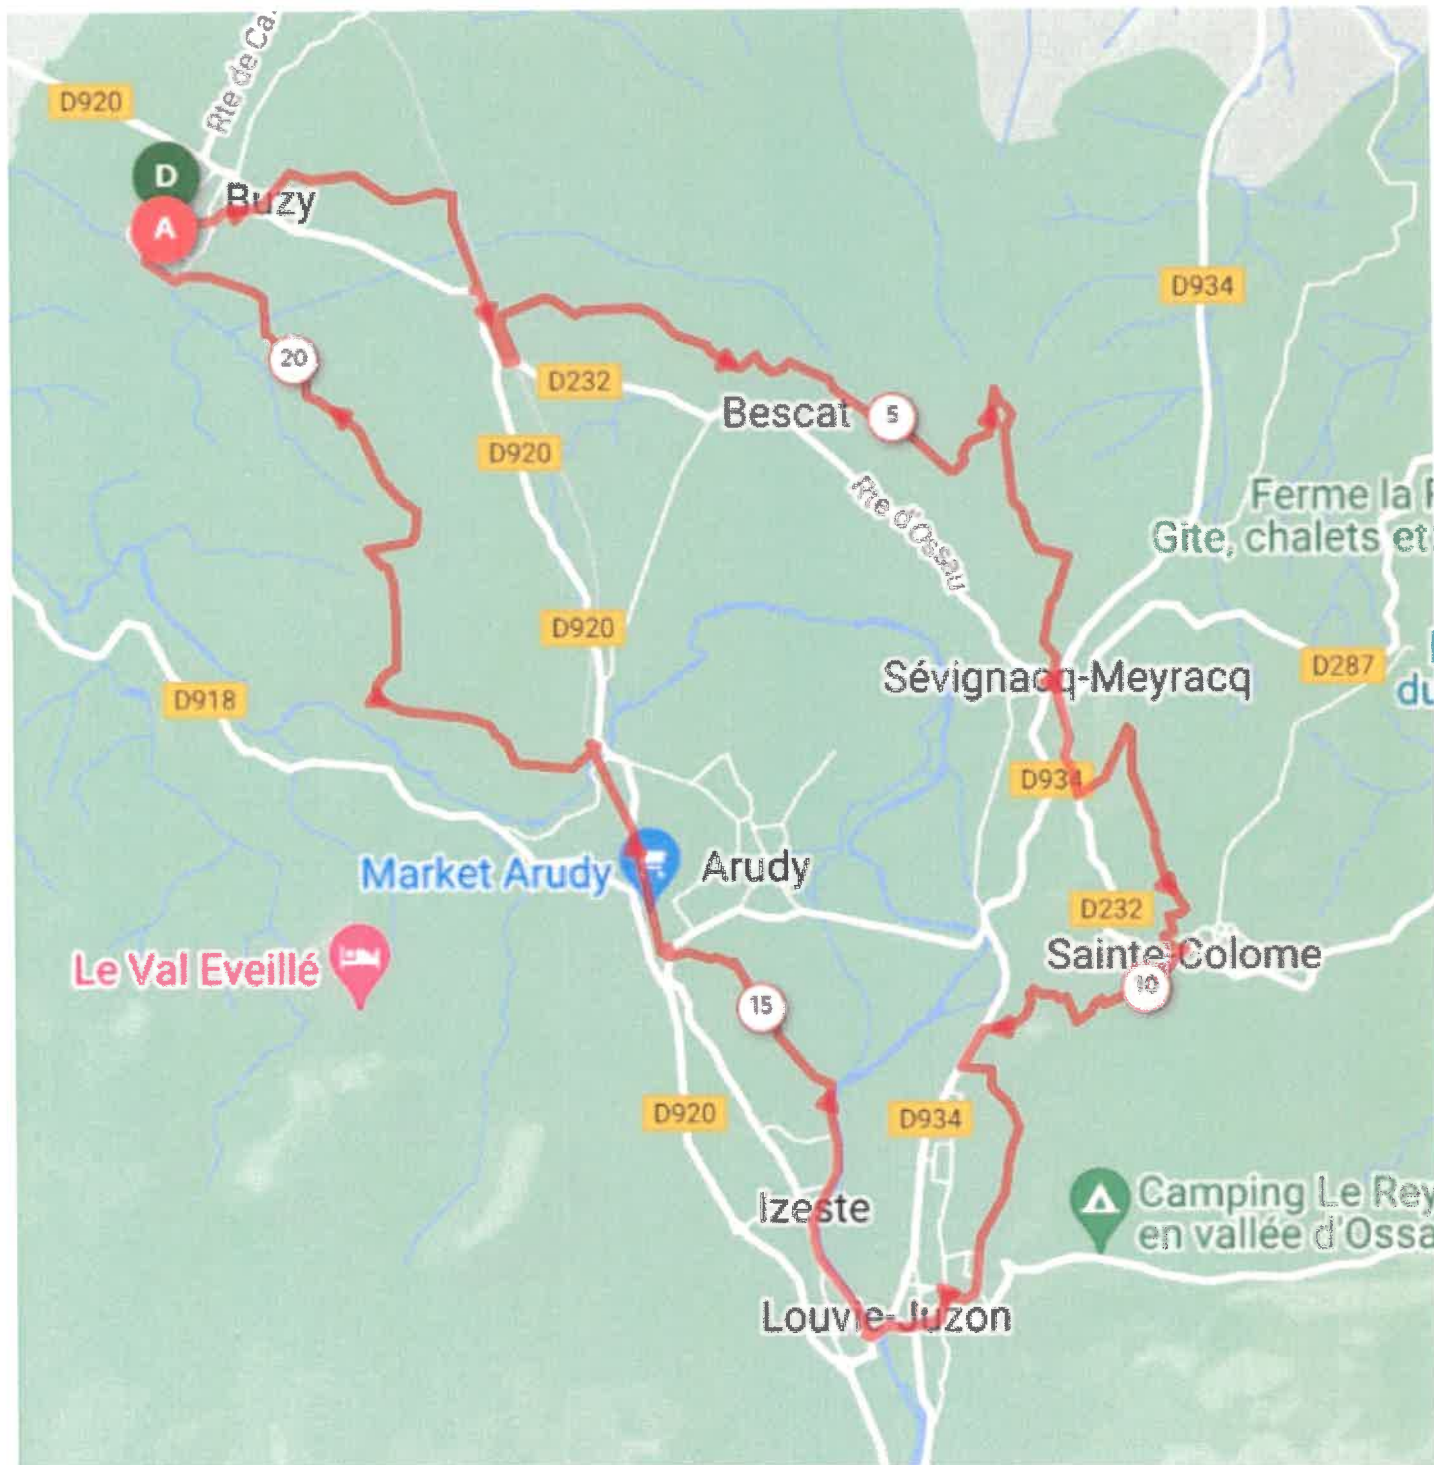 Rte de Ca.
D920
D
Buzy
A
D934
20
D232
Bescat
5
D920
Rte d'Ossau
Ferme la
Gite, chalets et
D920
D287
Sévignacq-Meyracq
D918
du
D934
Market Arudy
Arudy
D232
Le Val Eveillé
Sainte-Colome
10
15
D920
D934
Camping Le Rey
en vallée d'Ossa
Izeste
Louvie-Juzon